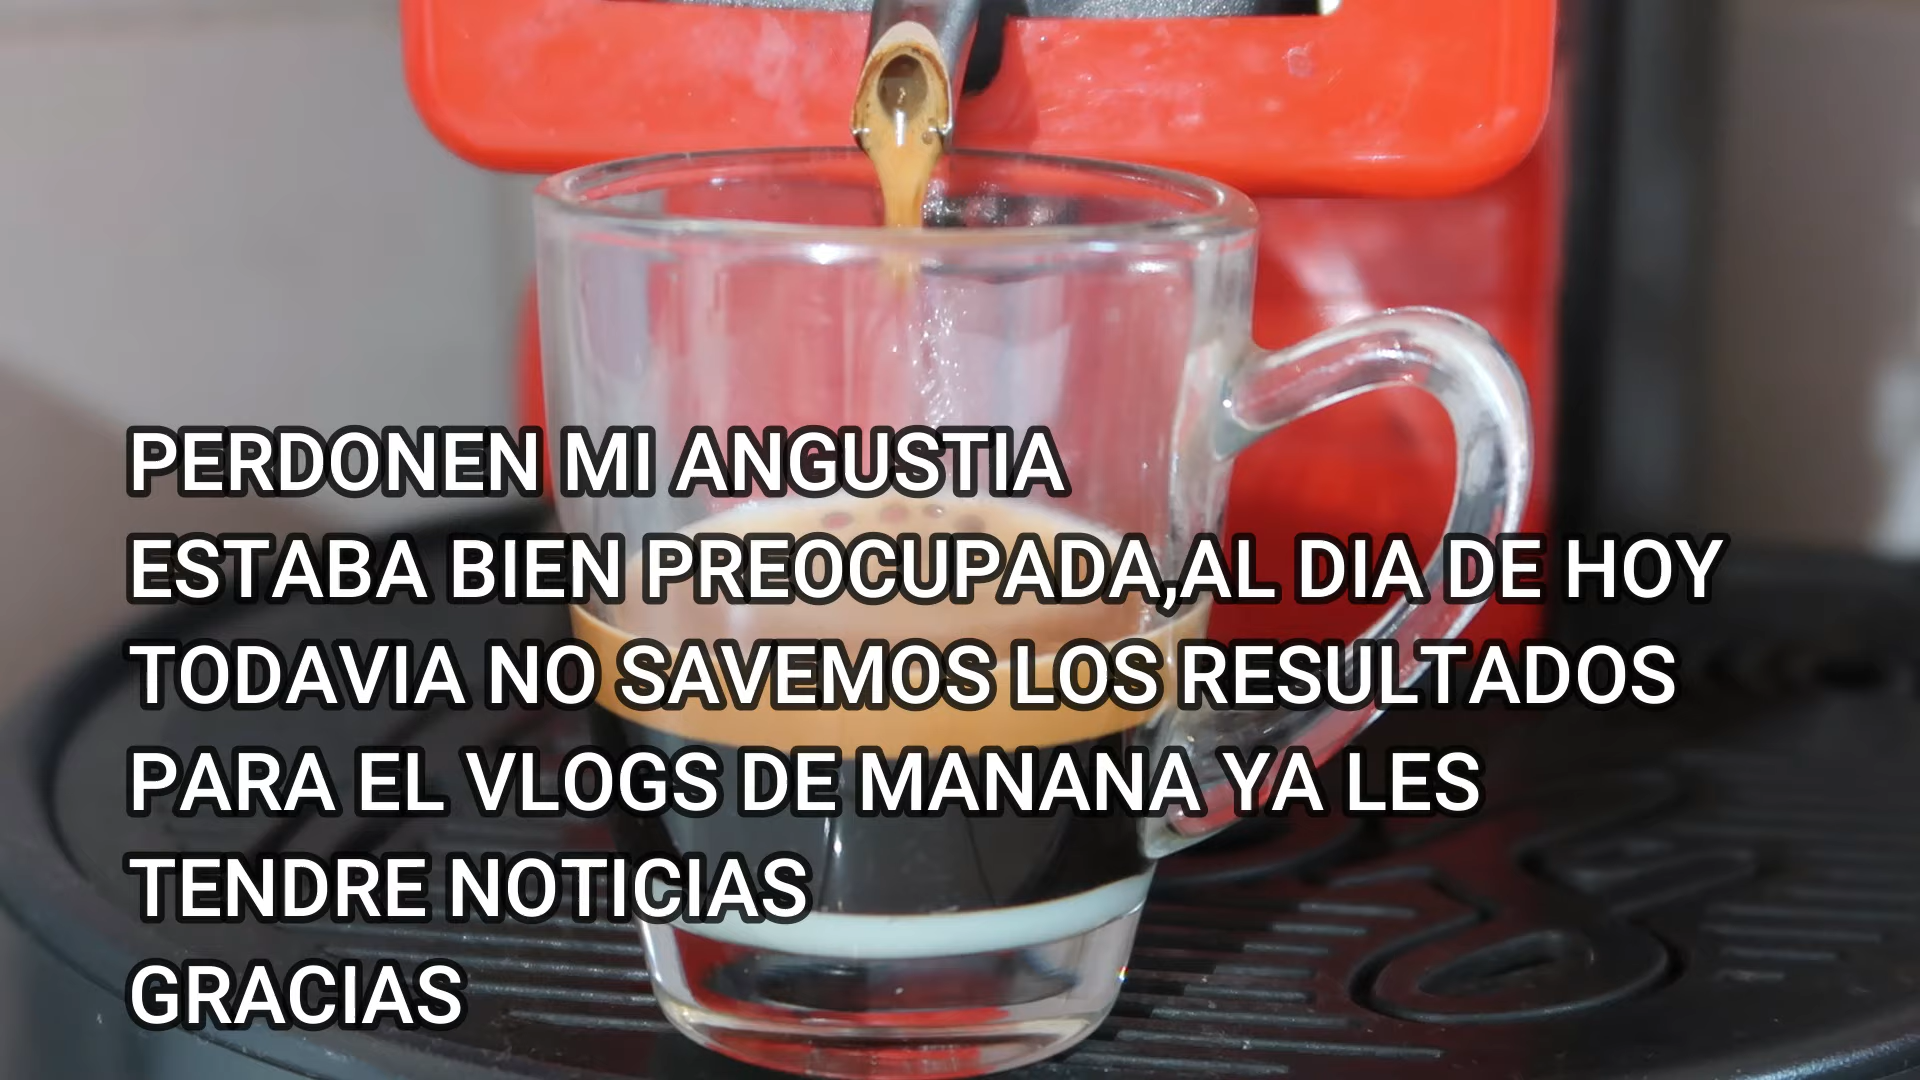 PERDONEN MI ANGUSTIA
ESTABA BIEN PREOCUPADA,AL DIA DE HOY
TODAVIA NO SAVEMOS LOS RESULTADOS
PARA EL VLOGS DE MANANA YA LES
TENDRE NOTICIAS
GRACIAS